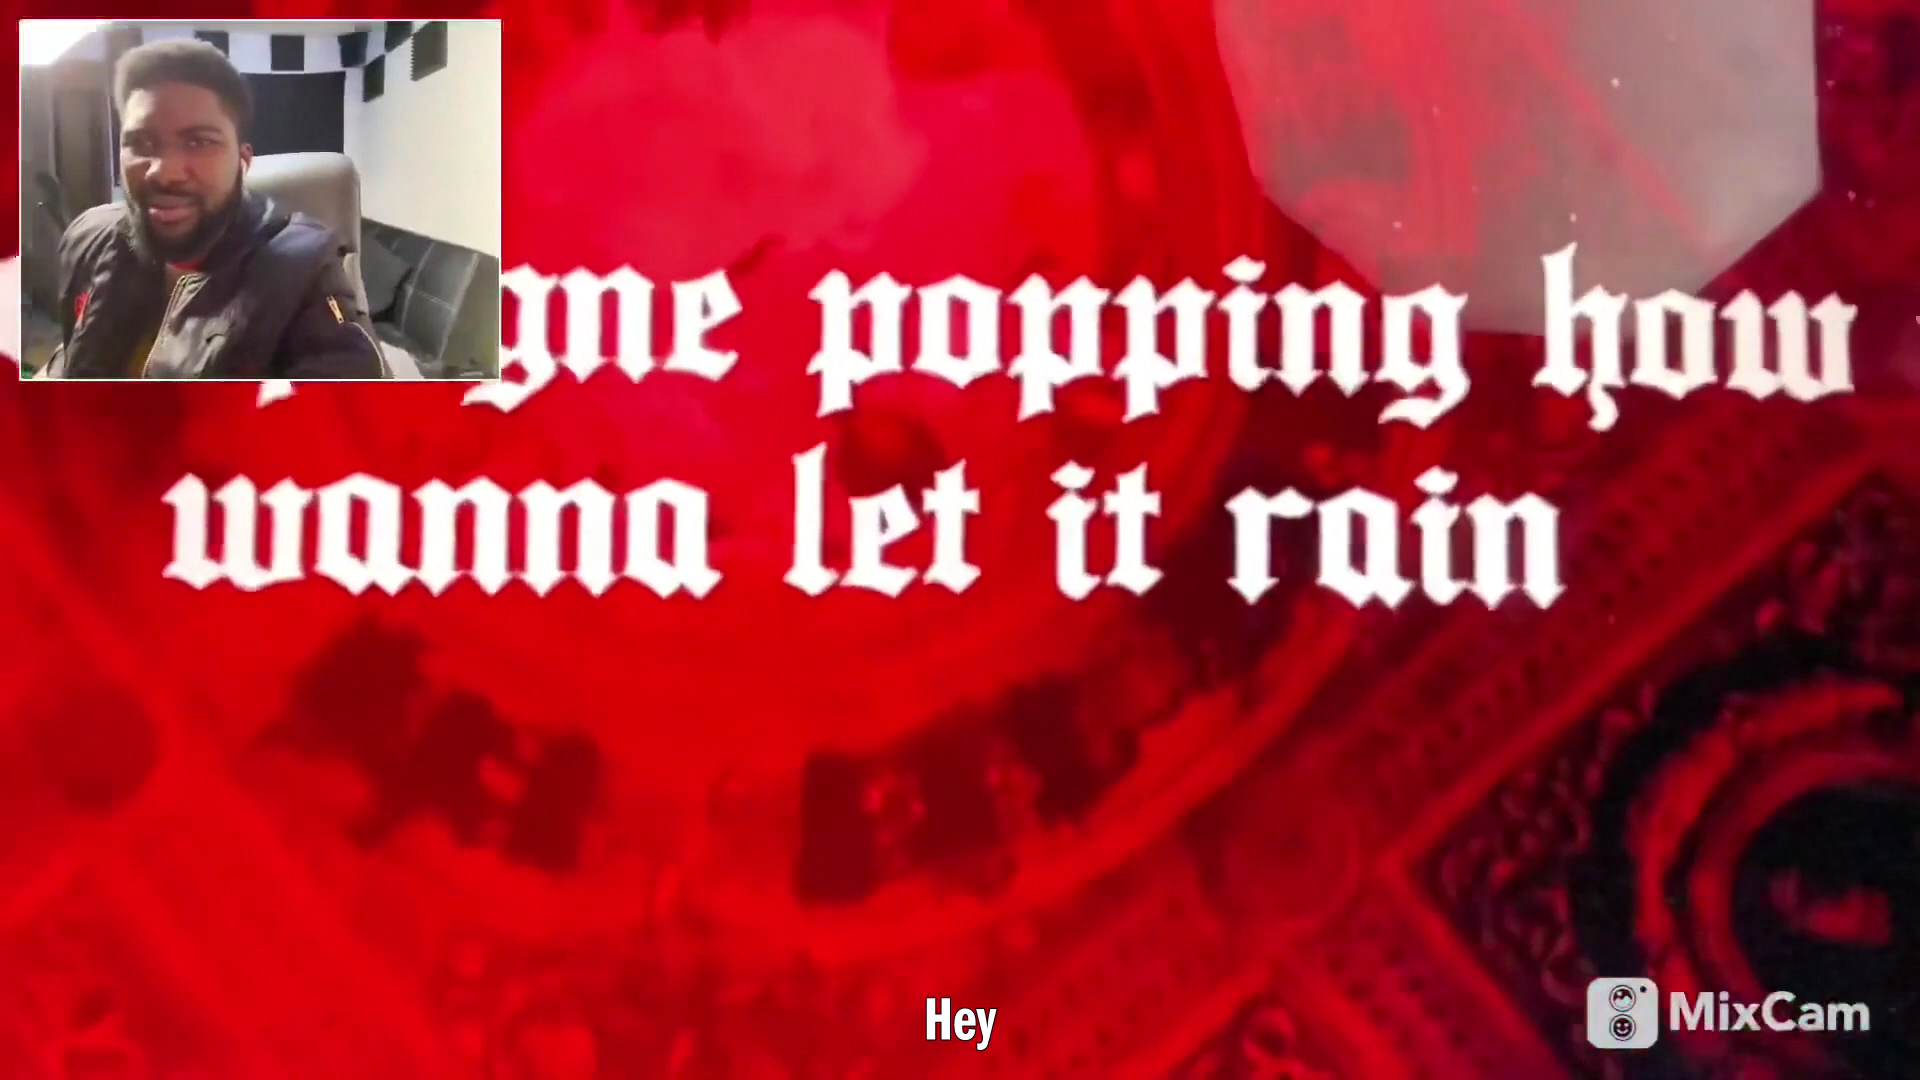 gne popping how
wanna let it rain
Hey
MixCam